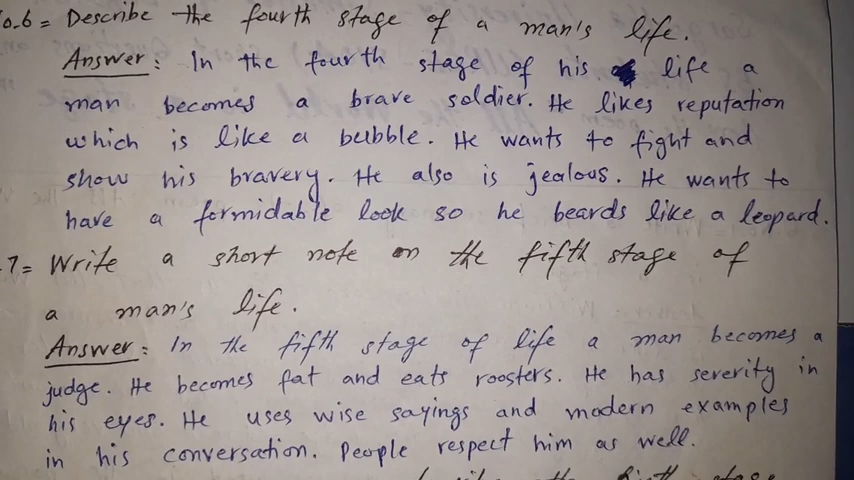 0.6 = Describe the fourth stage of a man's life.
Answer: In the fourth stage of his life a
man becomes a brave soldier. He likes reputation
which is like a bubble. He wants to fight and
show his bravery. He also is jealous. He wants to
have a formidable look so he beards like a leopard.
.7 = Write a short note on the fifth stage of
a man's life.
Answer: In the fifth stage of life a man becomes a
judge. He becomes fat and eats roosters. He has severity in
his eyes. He uses wise sayings and modern examples
in his conversation. People respect him as well.